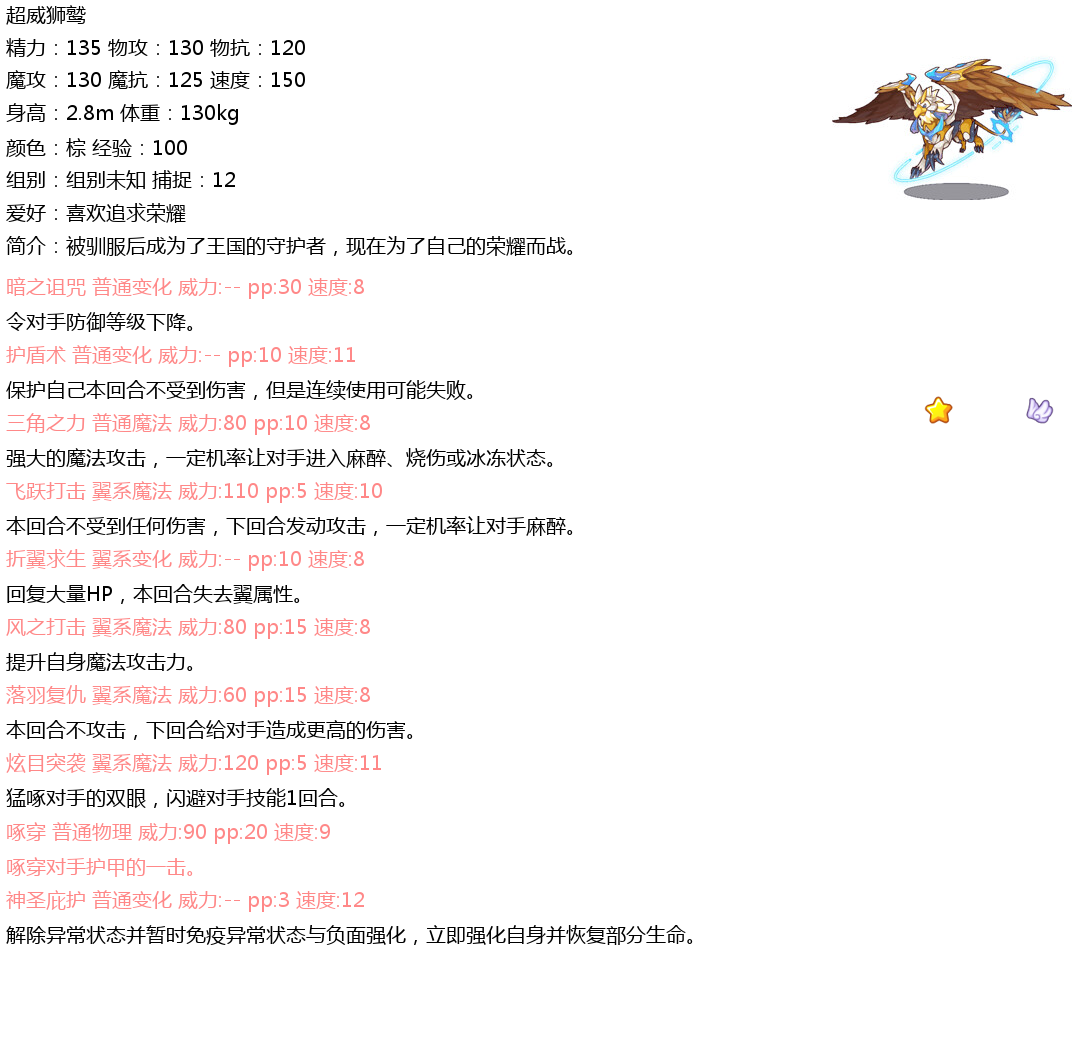 超威狮鹫
精力：135 物攻：130 物抗：120
魔攻：130 魔抗：125 速度：150
身高：2.8m 体重：130kg
颜色：棕 经验：100
组别：组别未知 捕捉：12
爱好：喜欢追求荣耀
简介：被驯服后成为了王国的守护者，现在为了自己的荣耀而战。
暗之诅咒 普通变化 威力:-- pp:30 速度:8
令对手防御等级下降。
护盾术 普通变化 威力:-- pp:10 速度:11
保护自己本回合不受到伤害，但是连续使用可能失败。
三角之力 普通魔法 威力:80 pp:10 速度:8
强大的魔法攻击，一定机率让对手进入麻醉、烧伤或冰冻状态。
飞跃打击 翼系魔法 威力:110 pp:5 速度:10
本回合不受到任何伤害，下回合发动攻击，一定机率让对手麻醉。
折翼求生 翼系变化 威力:-- pp:10 速度:8
回复大量HP，本回合失去翼属性。
风之打击 翼系魔法 威力:80 pp:15 速度:8
提升自身魔法攻击力。
落羽复仇 翼系魔法 威力:60 pp:15 速度:8
本回合不攻击，下回合给对手造成更高的伤害。
炫目突袭 翼系魔法 威力:120 pp:5 速度:11
猛啄对手的双眼，闪避对手技能1回合。
啄穿 普通物理 威力:90 pp:20 速度:9
啄穿对手护甲的一击。
神圣庇护 普通变化 威力:-- pp:3 速度:12
解除异常状态并暂时免疫异常状态与负面强化，立即强化自身并恢复部分生命。